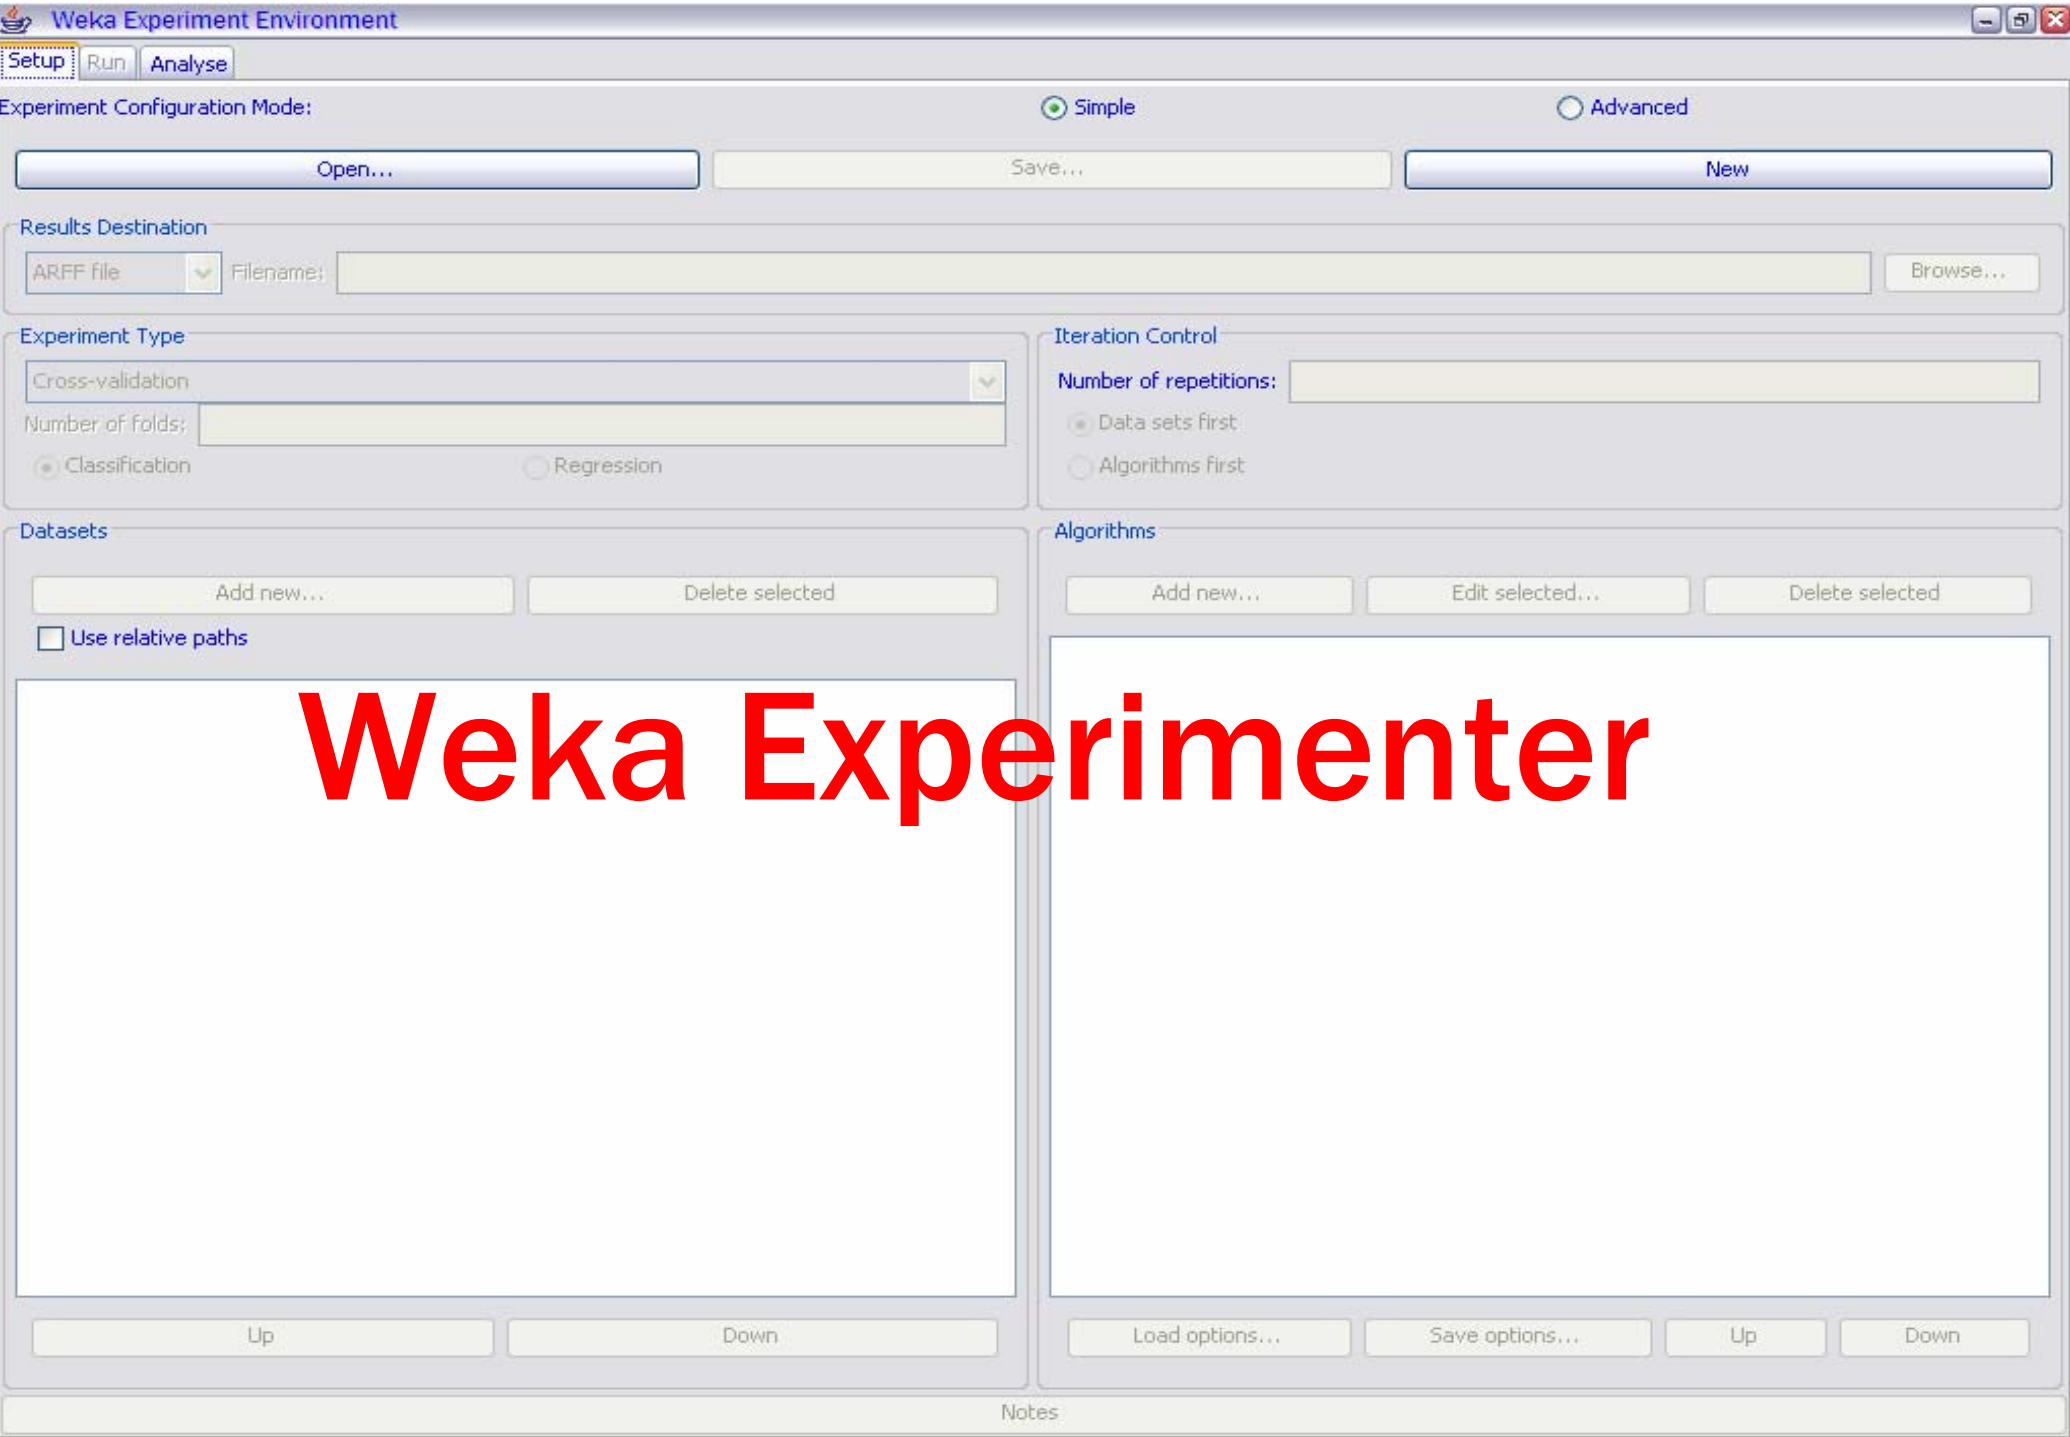 Weka Experiment Environment
Setup Run Analyse
Experiment Configuration Mode: Simple Advanced
Open... Save... New
Results Destination
ARFF file Filename: Browse...
Experiment Type Iteration Control
Cross-validation Number of repetitions:
Number of folds: Data sets first
Classification Regression Algorithms first
Datasets Algorithms
Add new... Delete selected Add new... Edit selected... Delete selected
Use relative paths
Weka Experimenter
Up Down Load options... Save options... Up Down
Notes